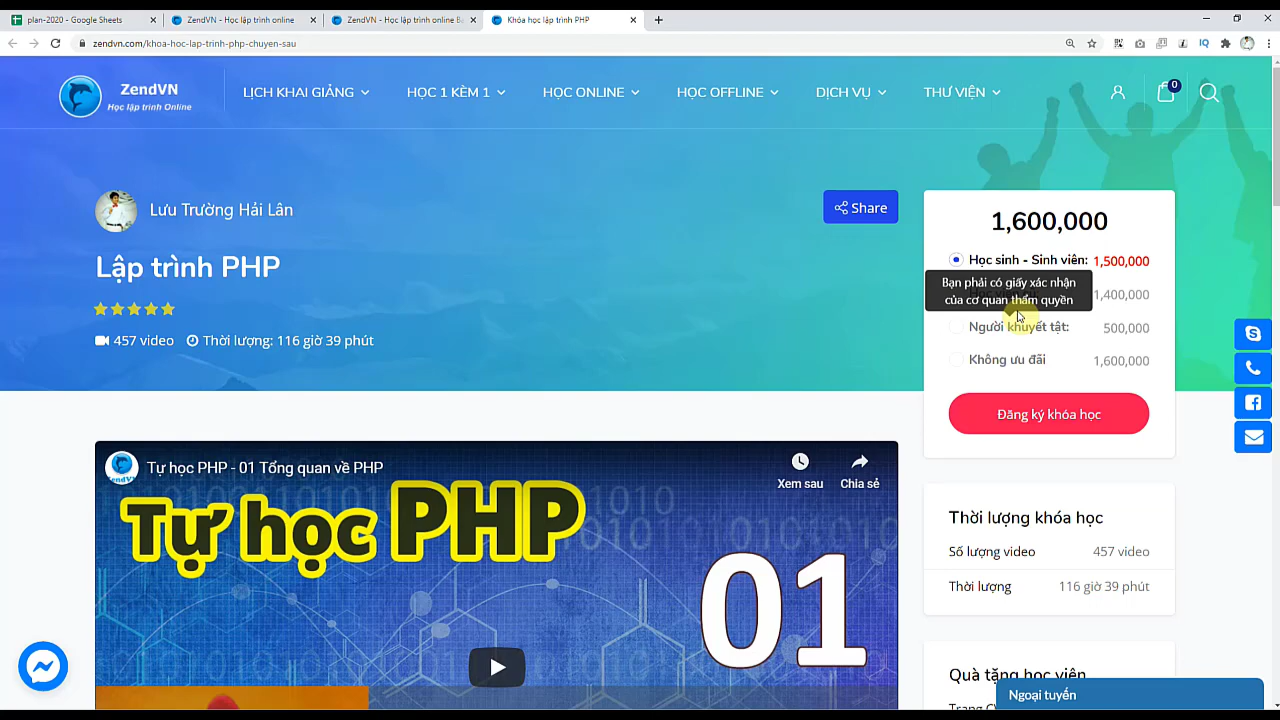 plan-2020 - Google Sheets
ZendVN - Học lập trình online
ZendVN - Học lập trình online Bà
Khóa học lập trình PHP
zendvn.com/khoa-hoc-lap-trinh-php-chuyen-sau
ZendVN
Học lập trình Online
LỊCH KHAI GIẢNG
HỌC 1 KÈM 1
HỌC ONLINE
HỌC OFFLINE
DỊCH VỤ
THƯ VIỆN
0
Lưu Trường Hải Lân
Share
Lập trình PHP
457 video
Thời lượng: 116 giờ 39 phút
1,600,000
Học sinh - Sinh viên: 1,500,000
Bạn phải có giấy xác nhận
của cơ quan thẩm quyền
1,400,000
Người khuyết tật: 500,000
Không ưu đãi 1,600,000
Đăng ký khóa học
Tự học PHP - 01 Tổng quan về PHP
Xem sau
Chia sẻ
Tự học PHP
01
Thời lượng khóa học
Số lượng video 457 video
Thời lượng 116 giờ 39 phút
Quà tặng học viên
Ngoại tuyến